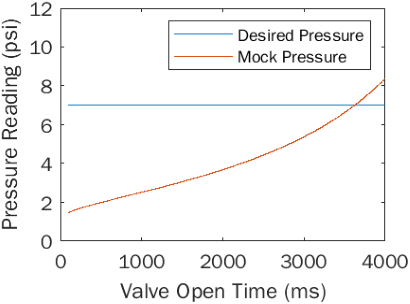 12
10
8
6
4
2
0
Pressure Reading (psi)
Desired Pressure
Mock Pressure
0 1000 2000 3000 4000
Valve Open Time (ms)